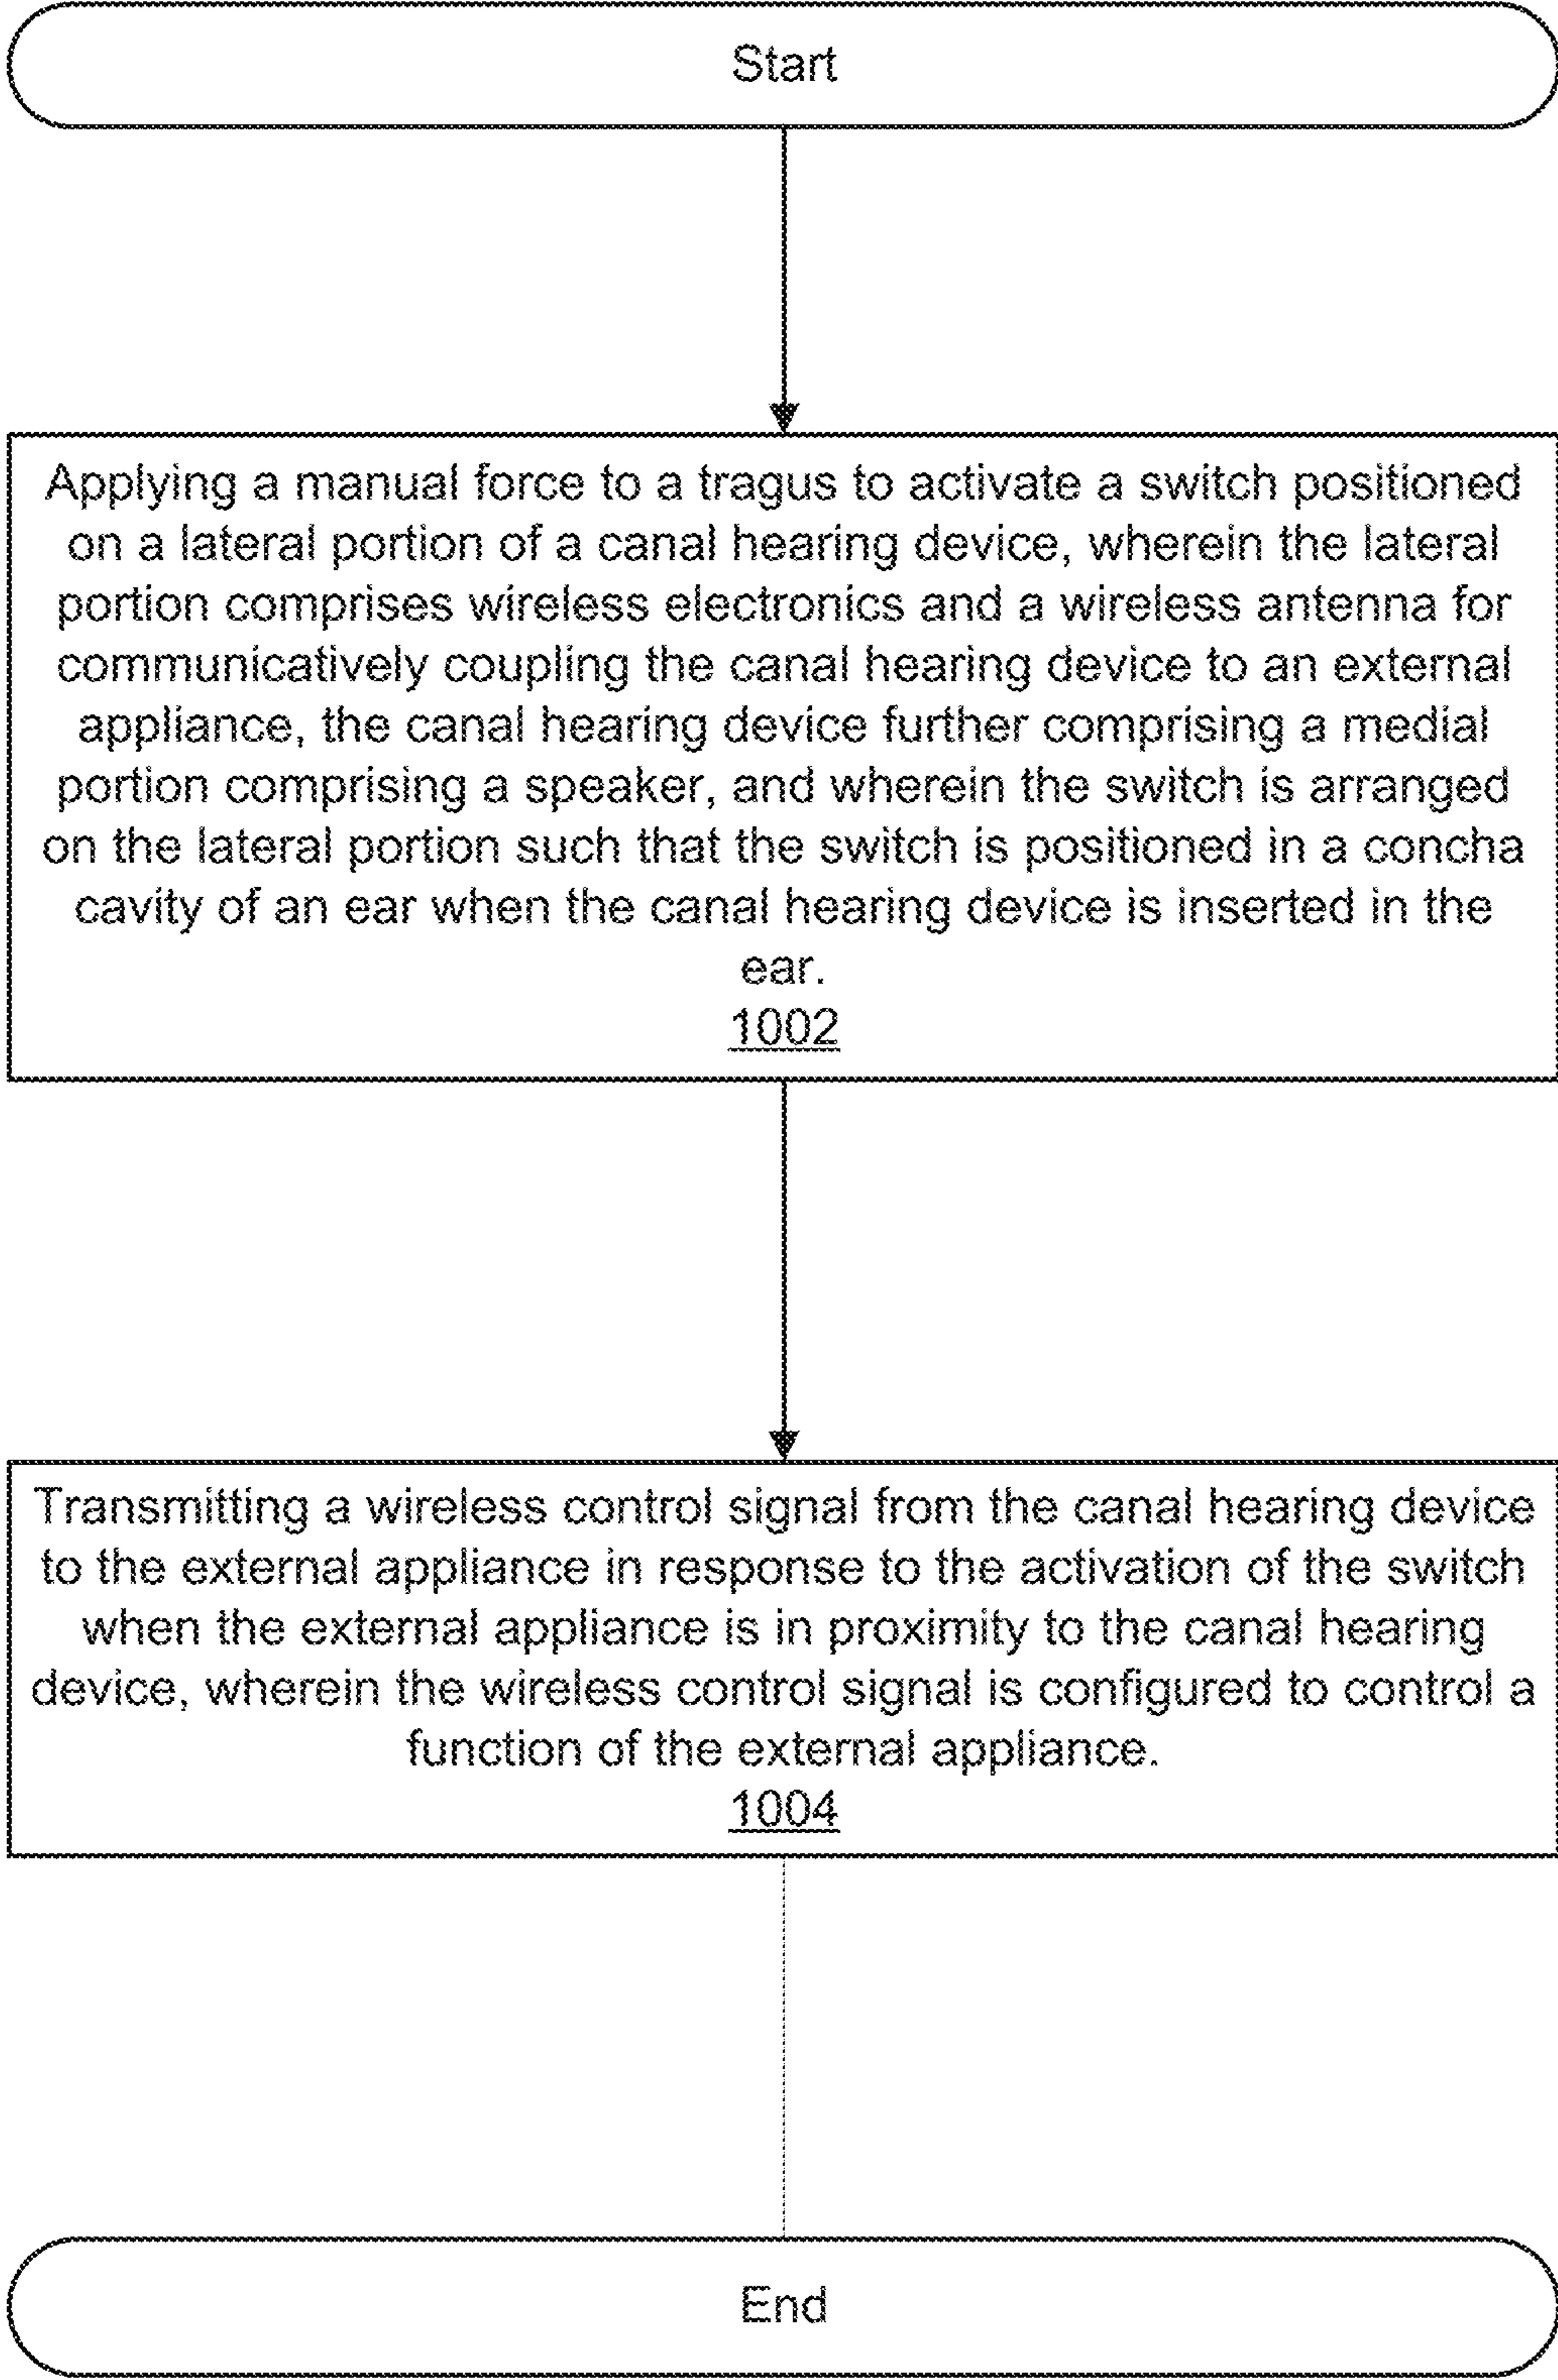 Start
Applying a manual force to a tragus to activate a switch positioned
on a lateral portion of a canal hearing device, wherein the lateral
portion comprises wireless electronics and a wireless antenna for
communicatively coupling the canal hearing device to an external
appliance, the canal hearing device further comprising a medial
portion comprising a speaker, and wherein the switch is arranged
on the lateral portion such that the switch is positioned in a concha
cavity of an ear when the canal hearing device is inserted in the
ear.
1002
Transmitting a wireless control signal from the canal hearing device
to the external appliance in response to the activation of the switch
when the external appliance is in proximity to the canal hearing
device, wherein the wireless control signal is configured to control a
function of the external appliance.
1004
End